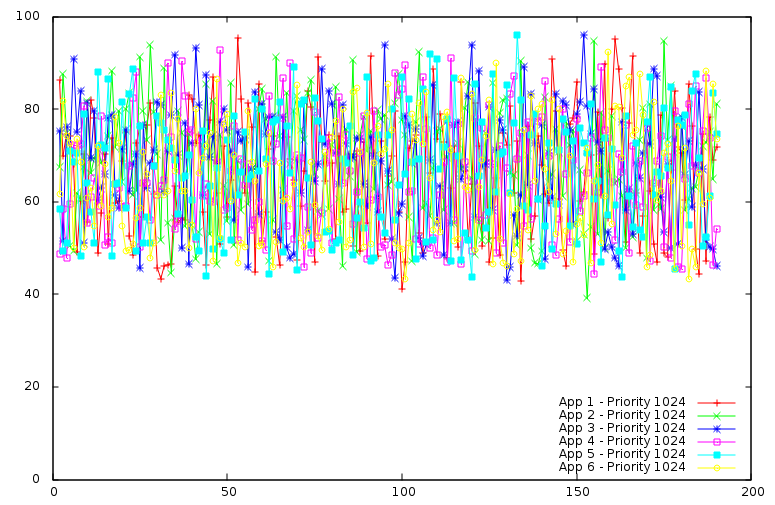 100
80
60
40
20
0
App 1 - Priority 1024
App 2 - Priority 1024
App 3 - Priority 1024
App 4 - Priority 1024
App 5 - Priority 1024
App 6 - Priority 1024
0 50 100 150 200